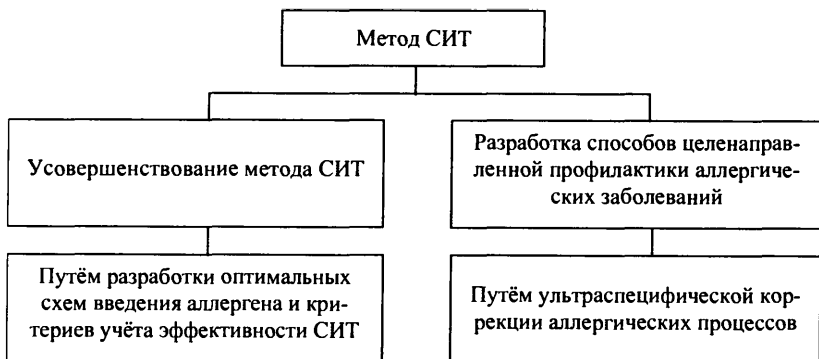 Метод СИТ
Усовершенствование метода СИТ
Разработка способов целенаправ-
ленной профилактики аллергиче-
ских заболеваний
Путём разработки оптимальных
схем введения аллергена и кри-
териев учёта эффективности СИТ
Путём ультраспецифической кор-
рекции аллергических процессов